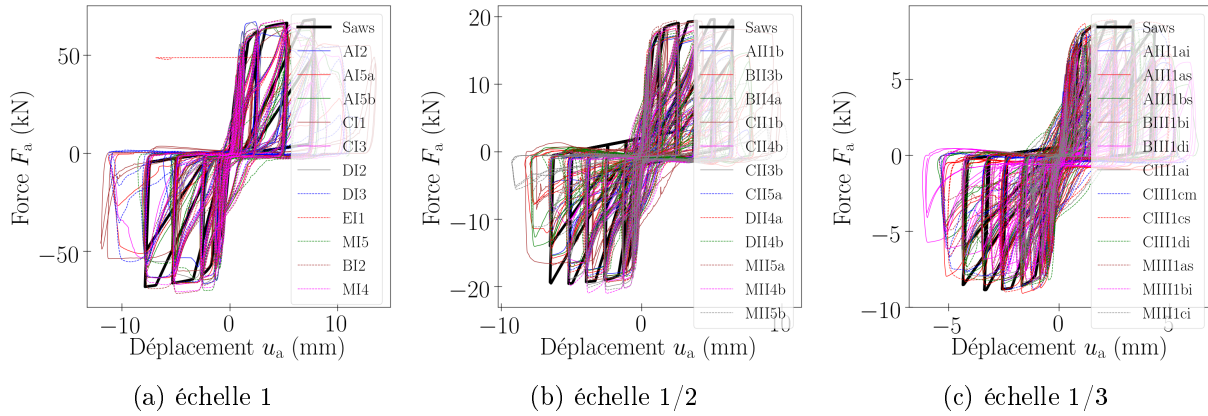 50
0
−50
−10
0
10
Force Fa (kN)
Déplacement ua (mm)
Saws
AI2
AI5a
AI5b
CI1
CI3
DI2
DI3
EI1
MI5
BI2
MI4
(a) échelle 1
20
10
0
−10
−20
−10
0
Force Fa (kN)
Déplacement ua (mm)
Saws
AII1b
BII3b
BII4a
CII1b
CII4b
CII3b
CII5a
DII4a
DII4b
MII5a
MII4b
MII5b
(b) échelle 1/2
5
0
−5
−10
−5
0
5
Force Fa (kN)
Déplacement ua (mm)
Saws
AIII1ai
AIII1as
AIII1bs
BIII1bi
BIII1di
CIII1ai
CIII1cm
CIII1cs
CIII1di
MIII1as
MIII1bi
MIII1ci
(c) échelle 1/3